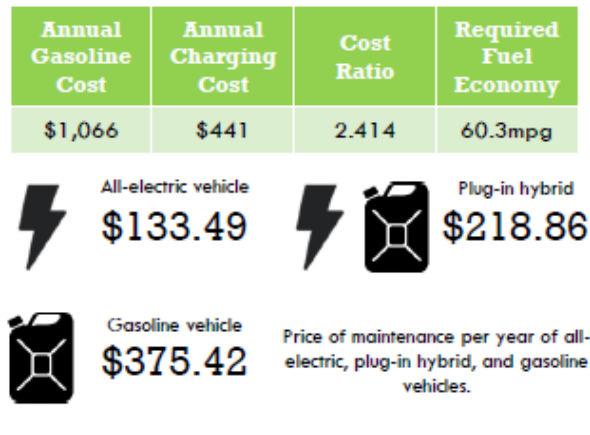 Annual Gasoline Cost
Annual Charging Cost
Cost Ratio
Required Fuel Economy
$1,066
$441
2.414
60.3mpg
All-electric vehicle
$133.49
Plug-in hybrid
$218.86
Gasoline vehicle
$375.42
Price of maintenance per year of all-
electric, plug-in hybrid, and gasoline
vehicles.